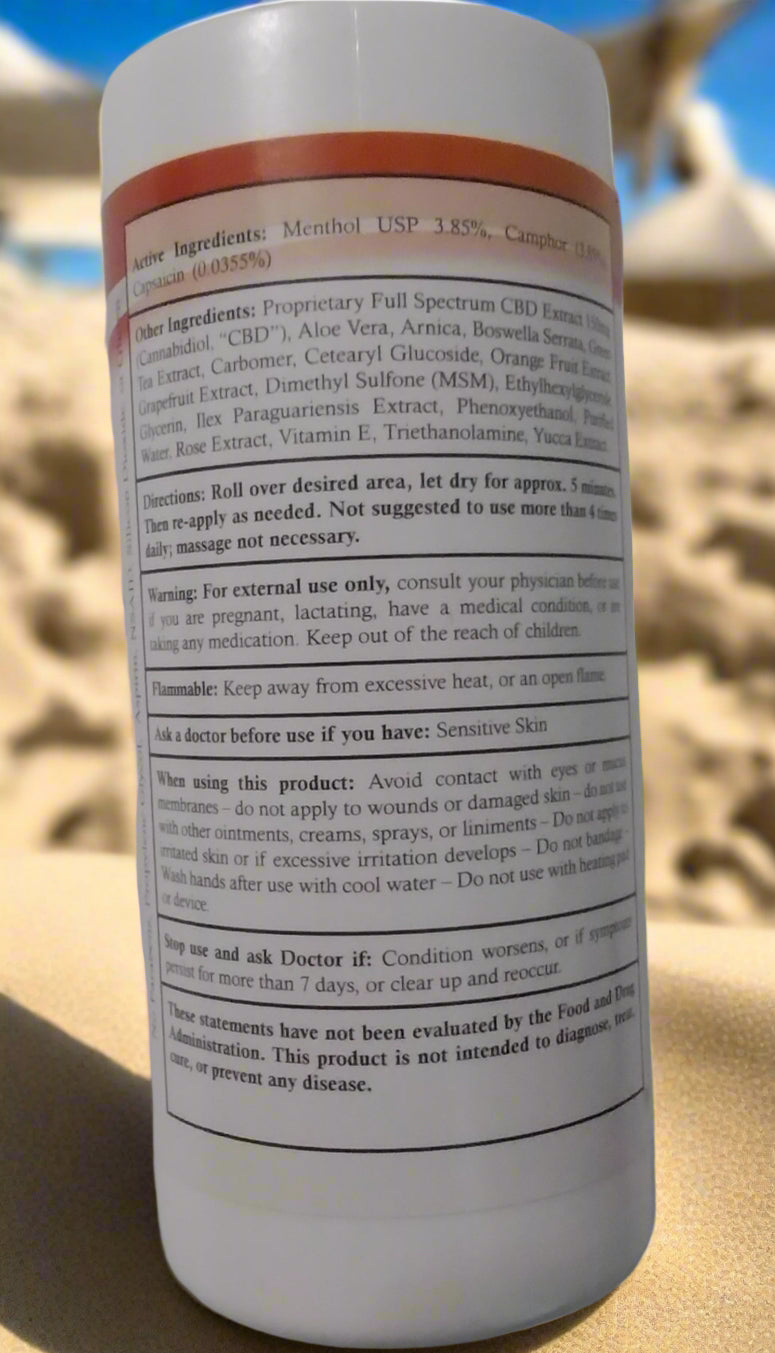 Active Ingredients: Menthol USP 3.85%, Camphor
Capsaicin (0.0355%)
Other Ingredients: Proprietary Full Spectrum CBD Extract
(Cannabidiol, "CBD"), Aloe Vera, Arnica, Boswella Serrata, Green
Tea Extract, Carbomer, Cetearyl Glucoside, Orange Fruit Extract,
Grapefruit Extract, Dimethyl Sulfone (MSM), Ethylhexylglycerin,
Glycerin, Ilex Paraguariensis Extract, Phenoxyethanol, Purified
Water, Rose Extract, Vitamin E, Triethanolamine, Yucca Extract
Directions: Roll over desired area, let dry for approx. 5 minutes.
Then re-apply as needed. Not suggested to use more than 4 times
daily; massage not necessary.
Warning: For external use only, consult your physician before use
if you are pregnant, lactating, have a medical condition, or are
taking any medication. Keep out of the reach of children.
Flammable: Keep away from excessive heat, or an open flame
Ask a doctor before use if you have: Sensitive Skin
When using this product: Avoid contact with eyes or mucus
membranes – do not apply to wounds or damaged skin – do not use
with other ointments, creams, sprays, or liniments – Do not apply to
irritated skin or if excessive irritation develops – Do not bandage -
Wash hands after use with cool water – Do not use with heating pad
or device.
Stop use and ask Doctor if: Condition worsens, or if symptoms
persist for more than 7 days, or clear up and reoccur.
These statements have not been evaluated by the Food and Drug
Administration. This product is not intended to diagnose, treat,
cure, or prevent any disease.
Propylene Glycol, Aspirin, NSAID, Silicon Dioxide, or